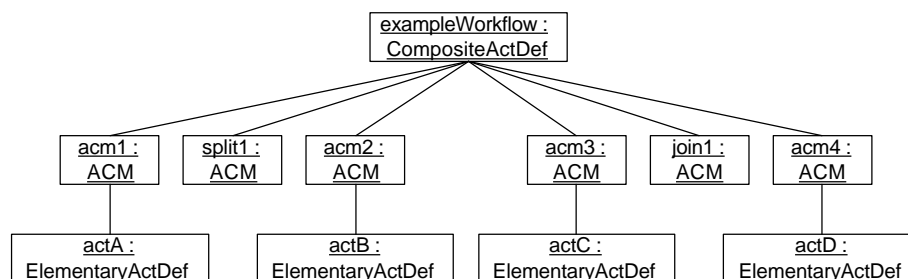 exampleWorkflow :
CompositeActDef
acm1 :
ACM
split1 :
ACM
acm2 :
ACM
acm3 :
ACM
join1 :
ACM
acm4 :
ACM
actA :
ElementaryActDef
actB :
ElementaryActDef
actC :
ElementaryActDef
actD :
ElementaryActDef